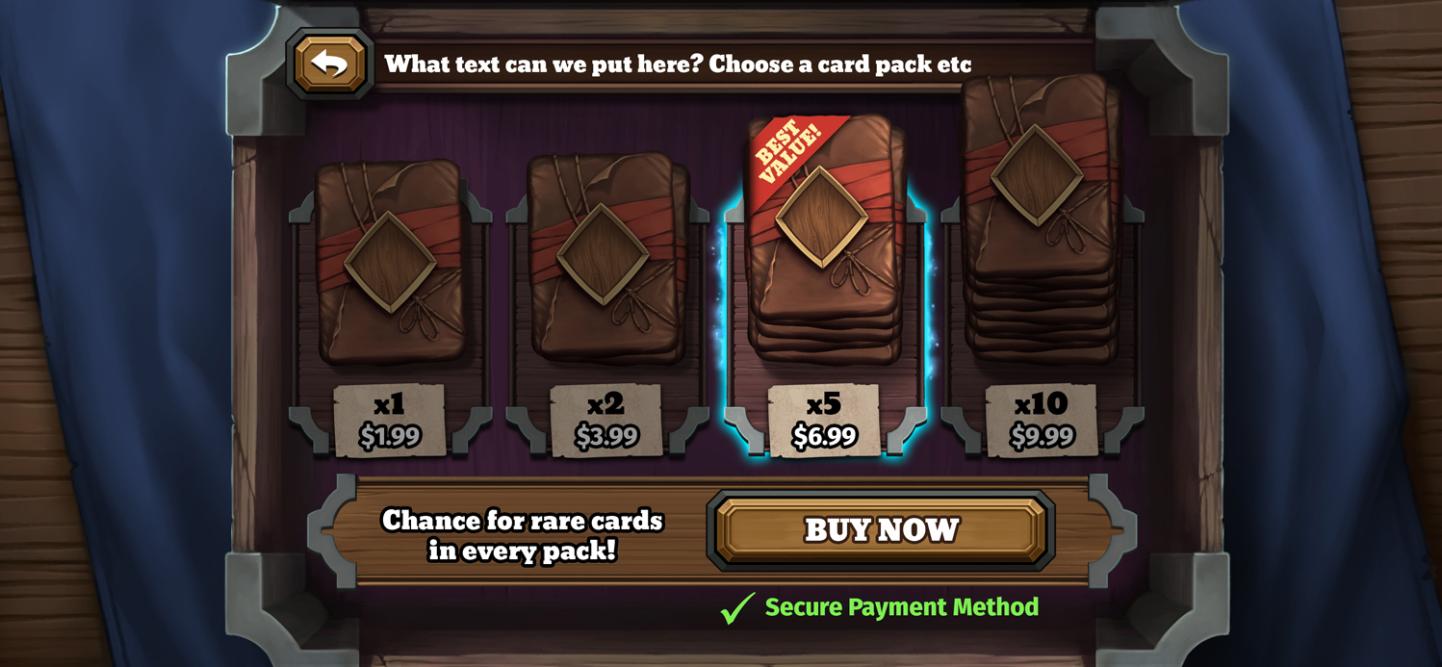 What text can we put here? Choose a card pack etc
BEST
VALUE!
x1
$1.99
x2
$3.99
x5
$6.99
x10
$9.99
Chance for rare cards
in every pack!
BUY NOW
Secure Payment Method